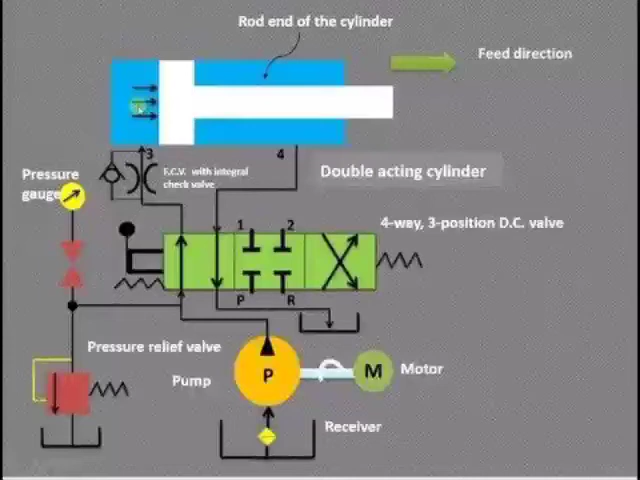 Rod end of the cylinder
Feed direction
3
4
Pressure
gauge
F.C.V. with integral
check valve
Double acting cylinder
1
2
4-way, 3-position D.C. valve
P
R
Pressure relief valve
Pump
P
M
Motor
Receiver